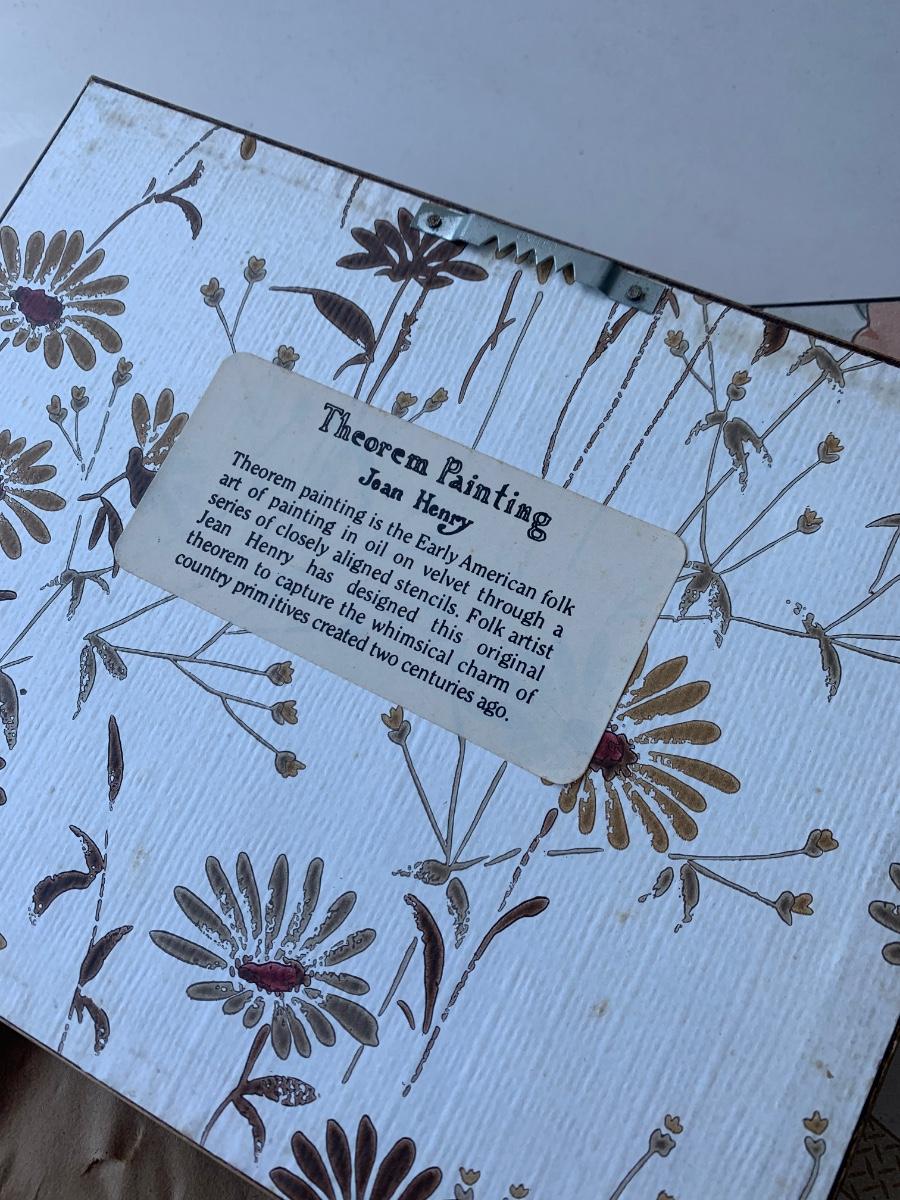 Theorem Painting
Jean Henry
Theorem painting is the Early American folk
art of painting in oil on velvet through a
series of closely aligned stencils. Folk artist
Jean Henry has designed this original
theorem to capture the whimsical charm of
country primitives created two centuries ago.